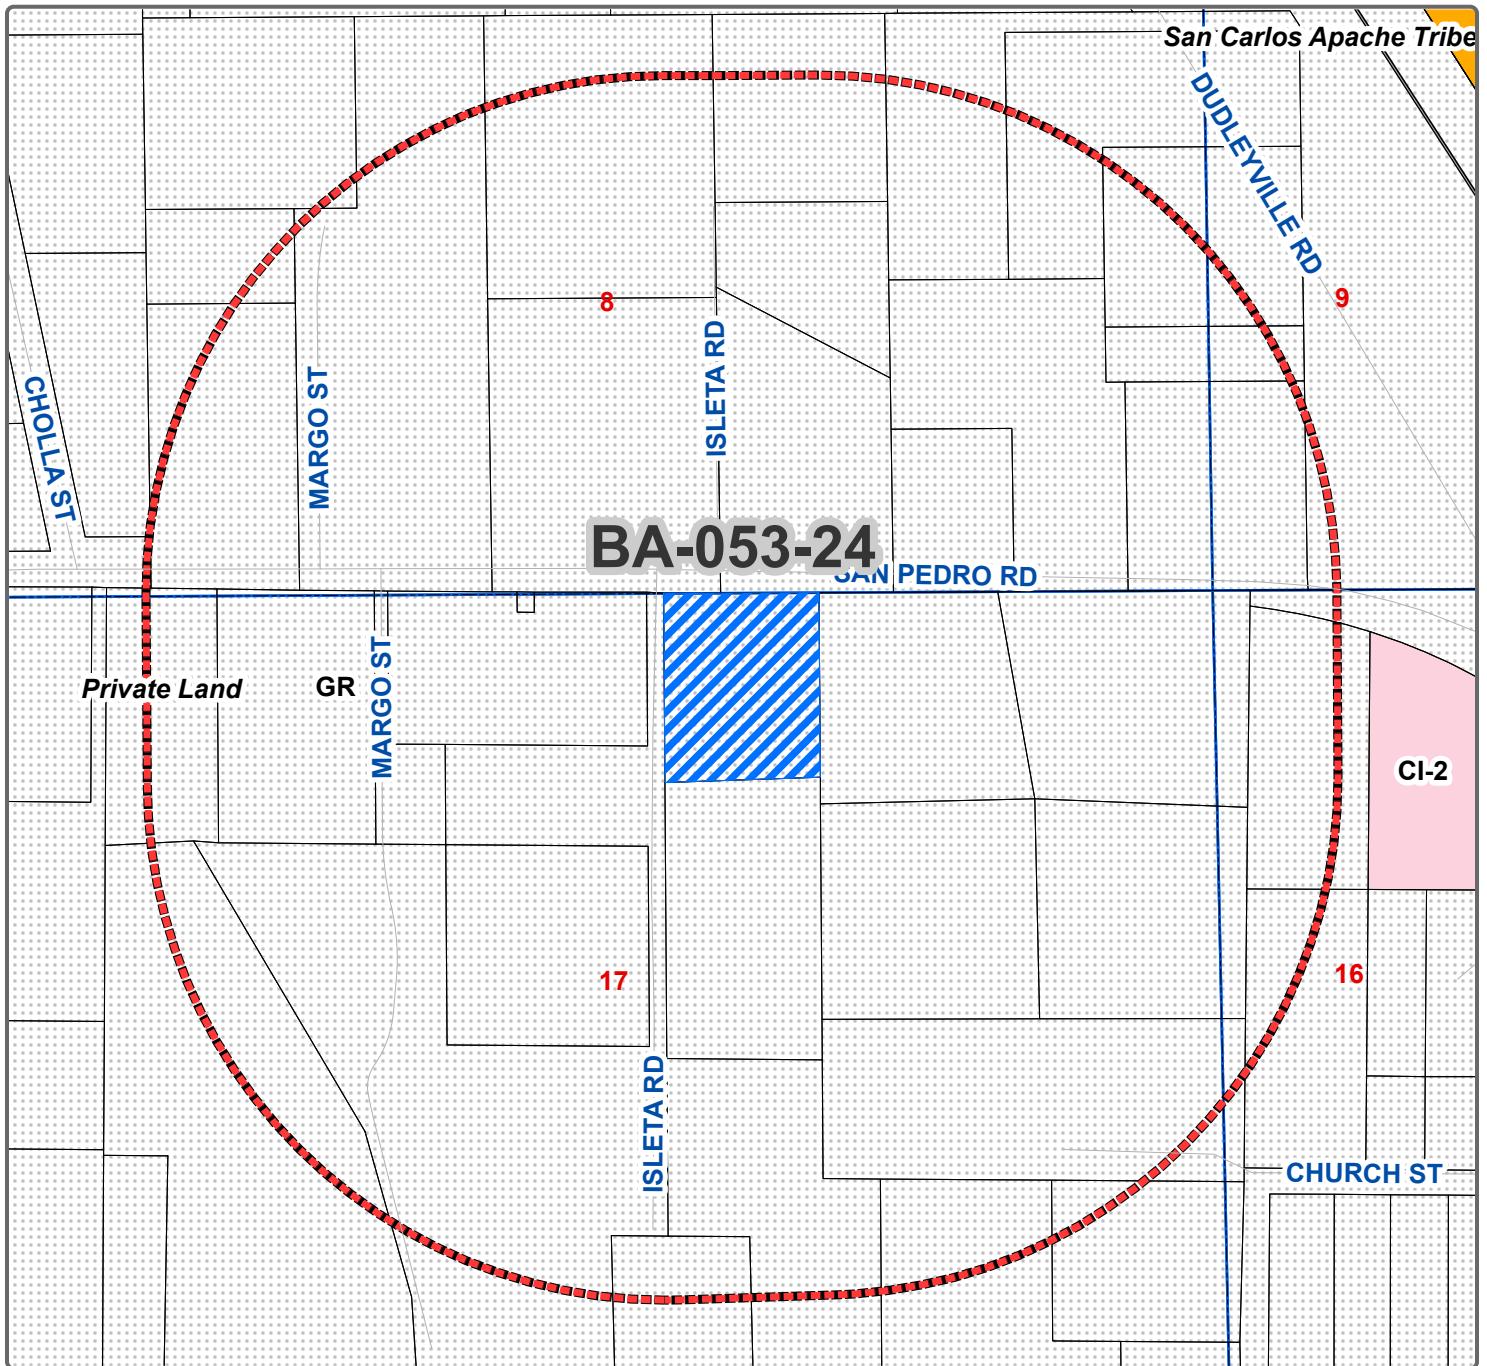 San Carlos Apache Tribe
DUDLEYVILLE RD
8
9
ISLETA RD
MARGO ST
CHOLLA ST
BA-053-24
SAN PEDRO RD
Private Land
GR
MARGO ST
CI-2
17
16
ISLETA RD
CHURCH ST